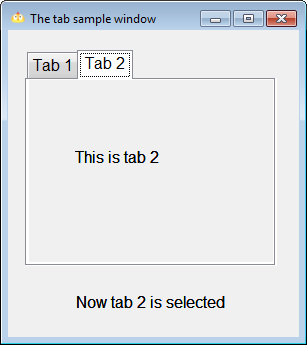 The tab sample window
Tab 1 Tab 2
This is tab 2
Now tab 2 is selected